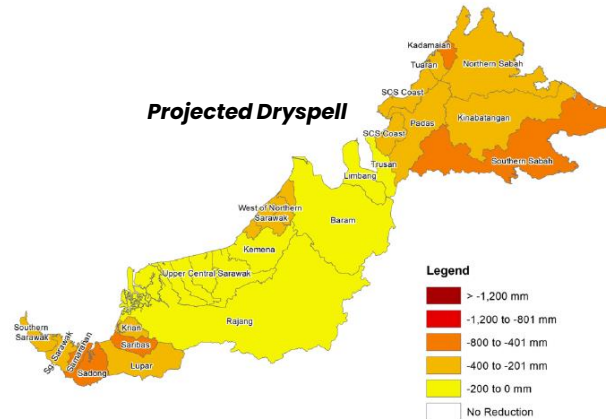 Kadamaian
Tuaran
Northern Sabah
SCS Coast
Projected Dryspell
Padas
Kinabatangan
SCS Coast
Trusan
Southern Sabah
Limbang
West of Northern
Sarawak
Baram
Kemena
Upper Central Sarawak
Rajang
Southern
Sarawak
Sg. Sarawak
Samarahan
Sadong
Krian
Saribas
Lupar
Legend
> -1,200 mm
-1,200 to -801 mm
-800 to -401 mm
-400 to -201 mm
-200 to 0 mm
No Reduction